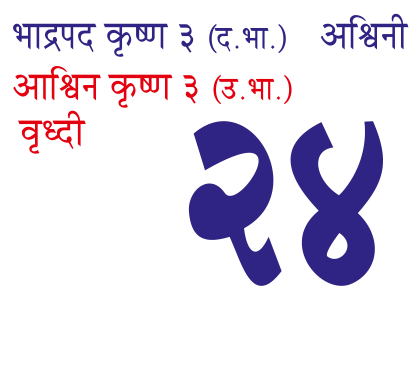 भाद्रपद कृष्ण ३ (द.भा.) अश्विनी
आश्विन कृष्ण ३ (उ.भा.)
वृध्दी
२४